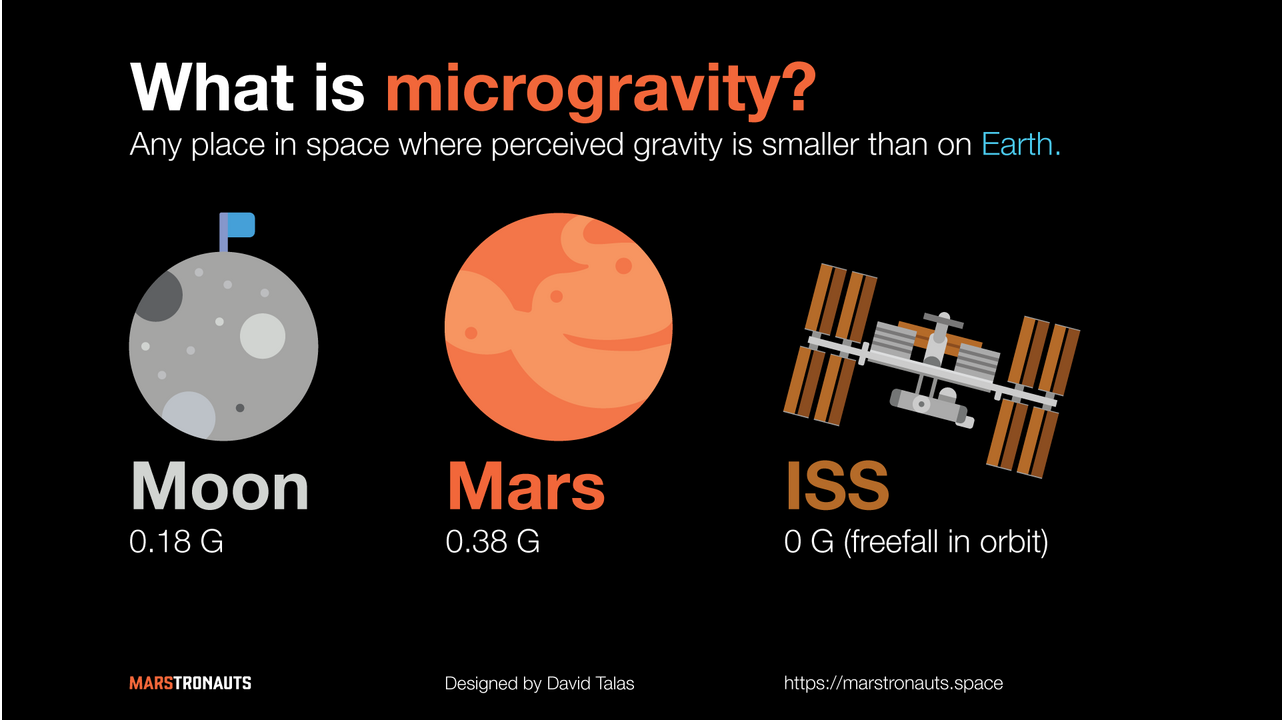 What is microgravity?
Any place in space where perceived gravity is smaller than on Earth.
Moon
0.18 G
Mars
0.38 G
ISS
0 G (freefall in orbit)
MARSTRONAUTS
Designed by David Talas
https://marstronauts.space